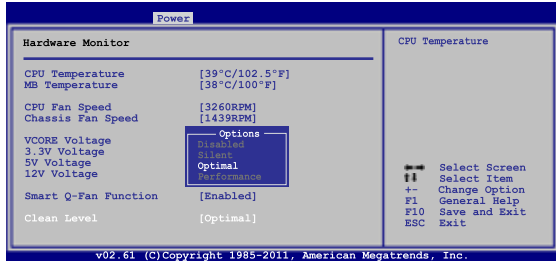 Power
Hardware Monitor
CPU Temperature [39°C/102.5°F]
MB Temperature [38°C/100°F]
CPU Fan Speed [3260RPM]
Chassis Fan Speed [1439RPM]
VCORE Voltage
3.3V Voltage
5V Voltage
12V Voltage
Options
Disabled
Silent
Optimal
Performance
Smart Q-Fan Function [Enabled]
Clean Level [Optimal]
CPU Temperature
Select Screen
Select Item
+- Change Option
F1 General Help
F10 Save and Exit
ESC Exit
v02.61 (C)Copyright 1985-2011, American Megatrends, Inc.